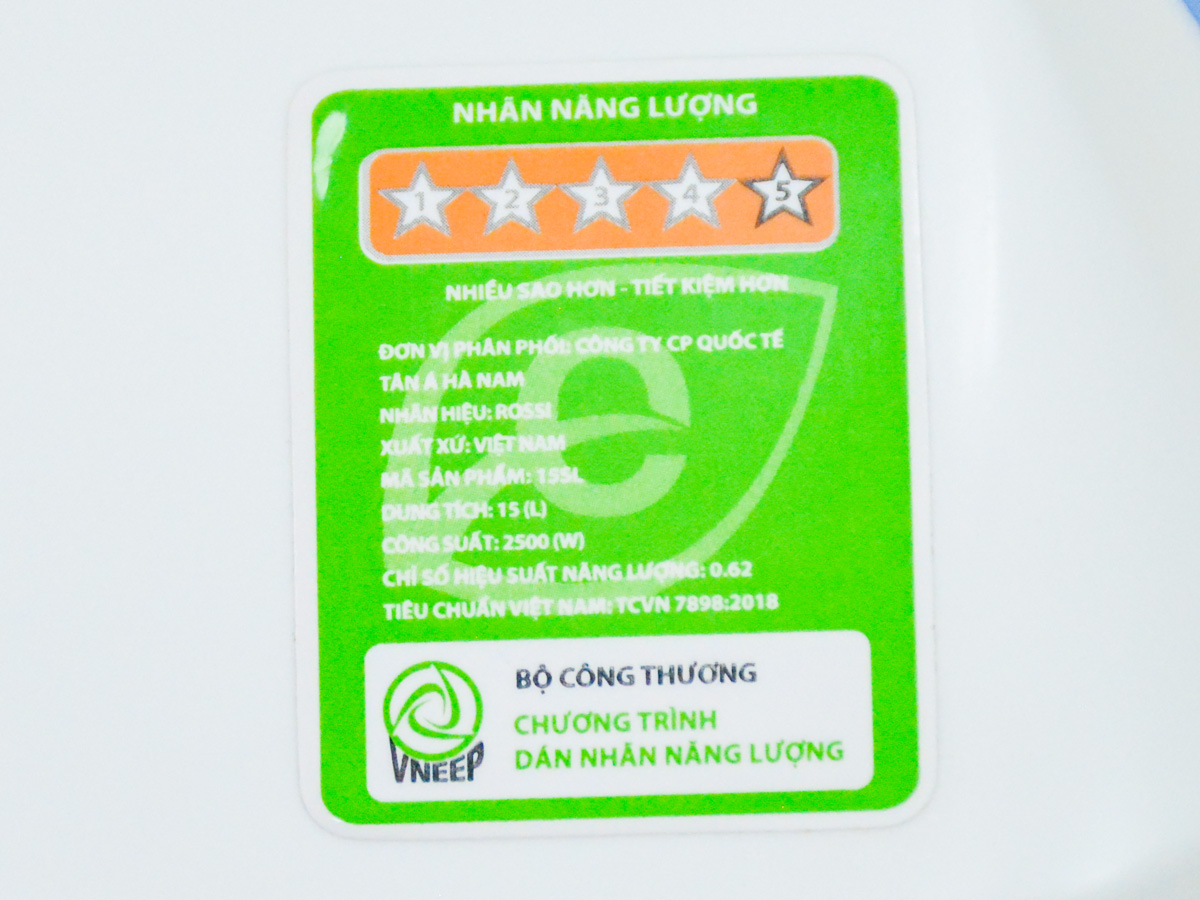 NHÃN NĂNG LƯỢNG
1 2 3 4 5
NHIỀU SAO HƠN - TIẾT KIỆM HƠN
ĐƠN VỊ PHÂN PHỐI: CÔNG TY CP QUỐC TẾ
TÂN Á HÀ NAM
NHÃN HIỆU: ROSSI
XUẤT XỨ: VIỆT NAM
MÃ SẢN PHẨM: 15SL
DUNG TÍCH: 15 (L)
CÔNG SUẤT: 2500 (W)
CHỈ SỐ HIỆU SUẤT NĂNG LƯỢNG: 0.62
TIÊU CHUẨN VIỆT NAM: TCVN 7898:2018
BỘ CÔNG THƯƠNG
CHƯƠNG TRÌNH
DÁN NHÃN NĂNG LƯỢNG
VNEEP